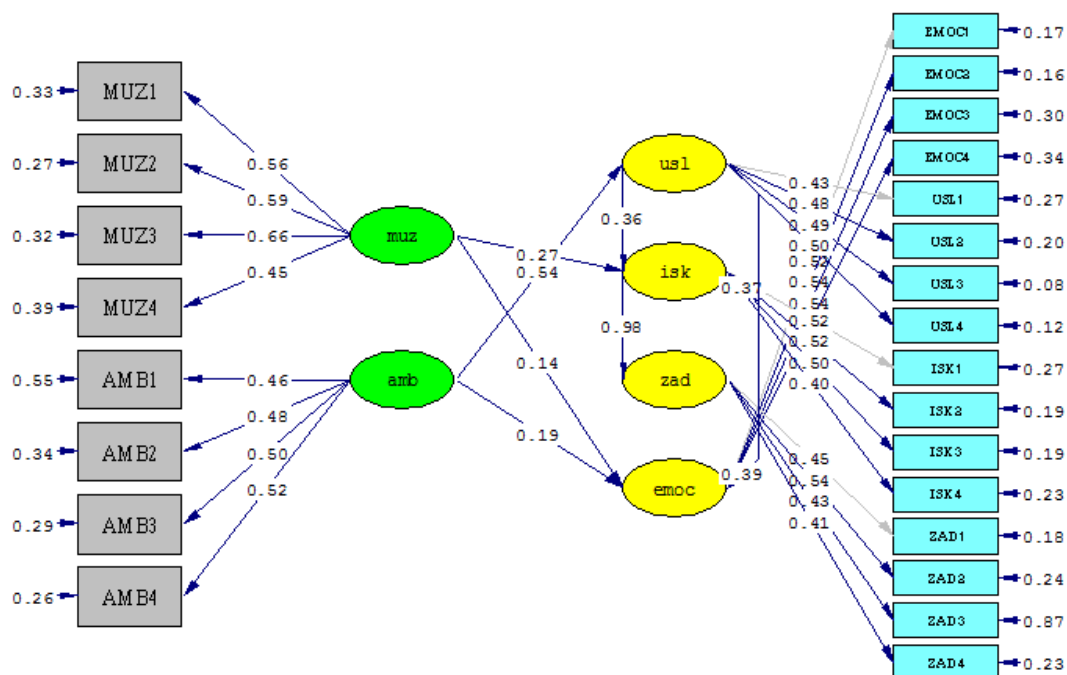 0.33 MUZ1
0.27 MUZ2
0.32 MUZ3
0.39 MUZ4
0.55 AMB1
0.34 AMB2
0.29 AMB3
0.26 AMB4
0.56
0.59
0.66
0.45
0.46
0.48
0.50
0.52
muz
amb
0.27
0.54
0.14
0.19
usl
0.36
isk
0.98
zad
emoc
0.37
0.39
0.43
0.48
0.49
0.50
0.54
0.54
0.52
0.52
0.50
0.40
0.45
0.54
0.43
0.41
EMOC1 0.17
EMOC2 0.16
EMOC3 0.30
EMOC4 0.34
USL1 0.27
USL2 0.20
USL3 0.08
USL4 0.12
ISK1 0.27
ISK2 0.19
ISK3 0.19
ISK4 0.23
ZAD1 0.18
ZAD2 0.24
ZAD3 0.87
ZAD4 0.23